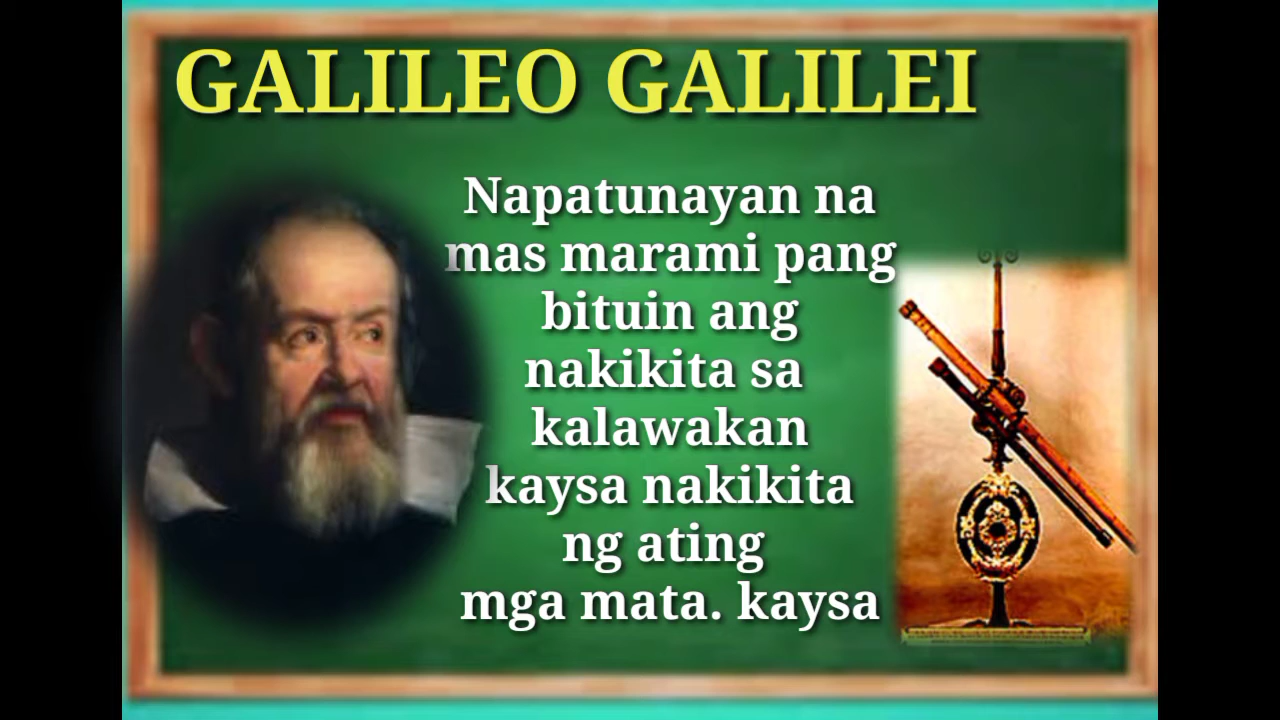 GALILEO GALILEI
Napatunayan na
mas marami pang
bituin ang
nakikita sa
kalawakan
kaysa nakikita
ng ating
mga mata. kaysa